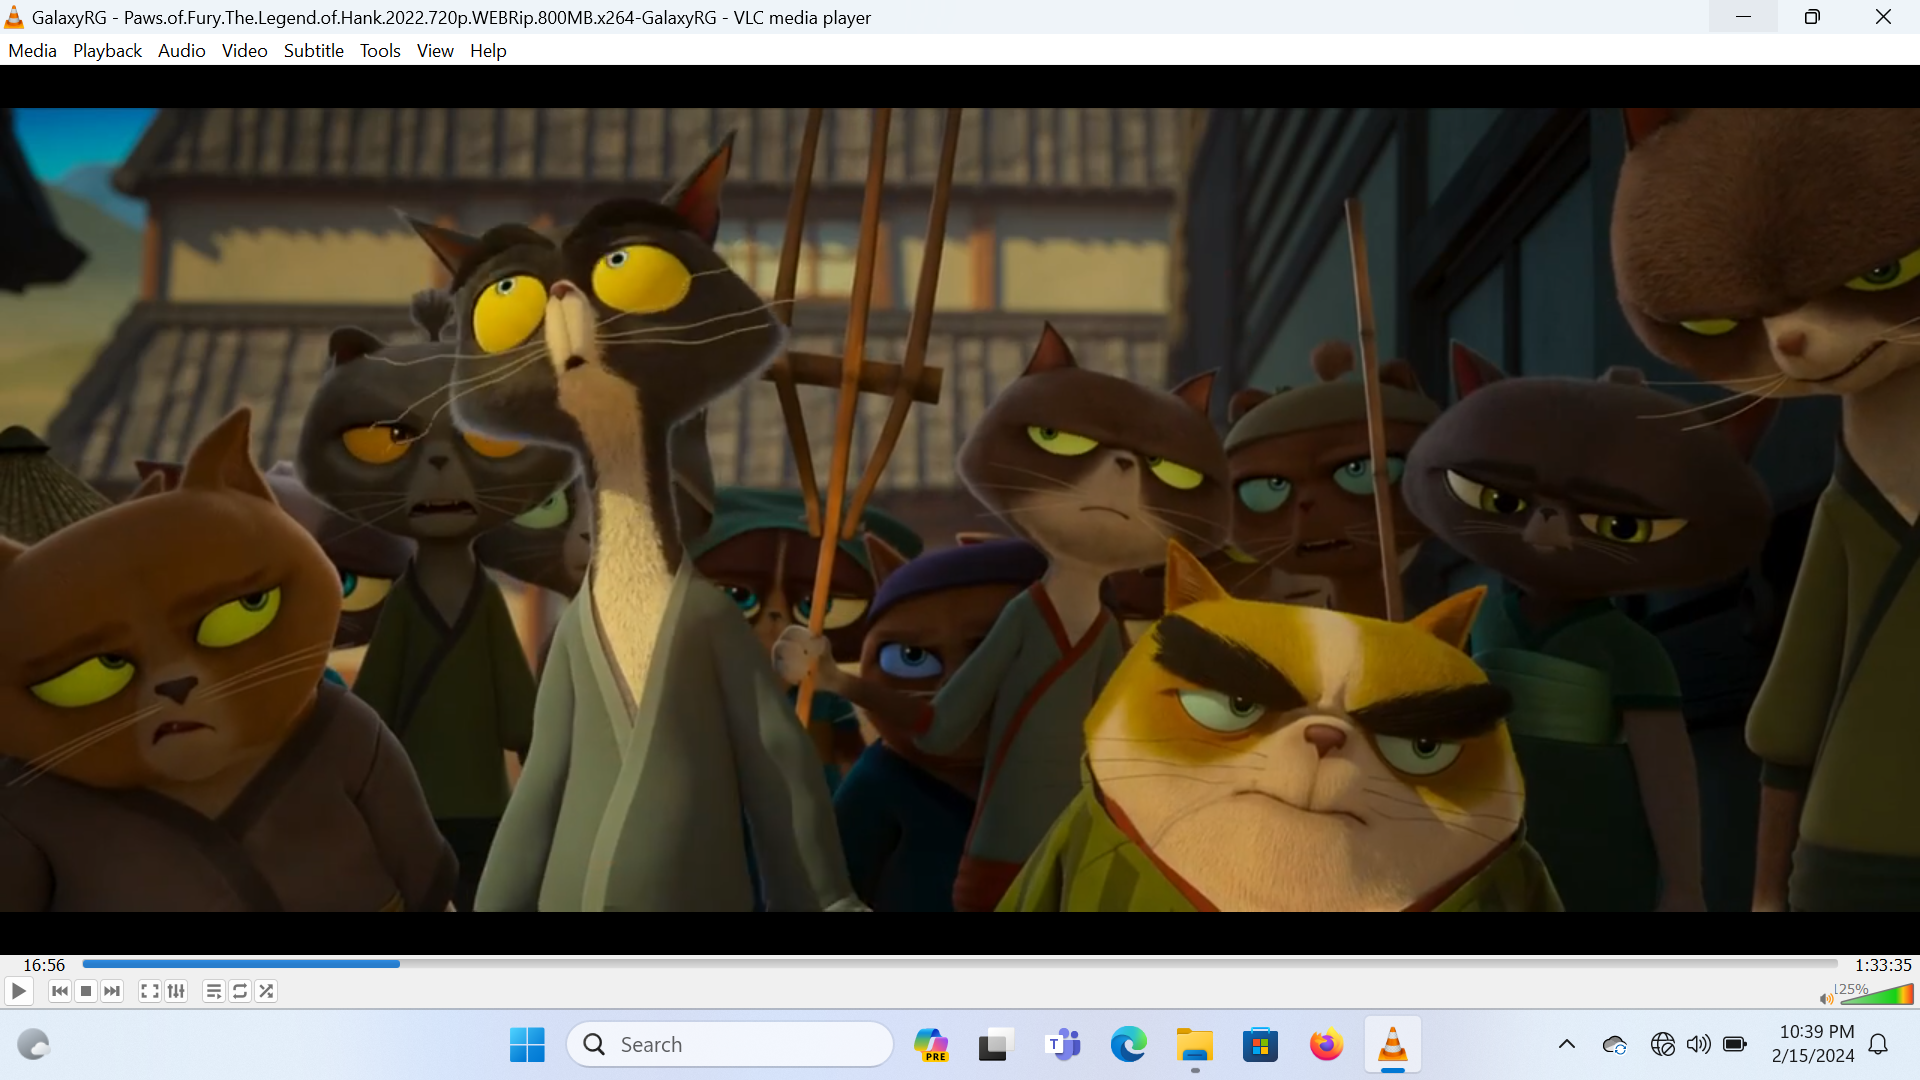 GalaxyRG - Paws.of.Fury.The.Legend.of.Hank.2022.720p.WEBRip.800MB.x264-GalaxyRG - VLC media player
Media Playback Audio Video Subtitle Tools View Help
16:56
1:33:35
125%
Search
PRE
T
10:39 PM
2/15/2024